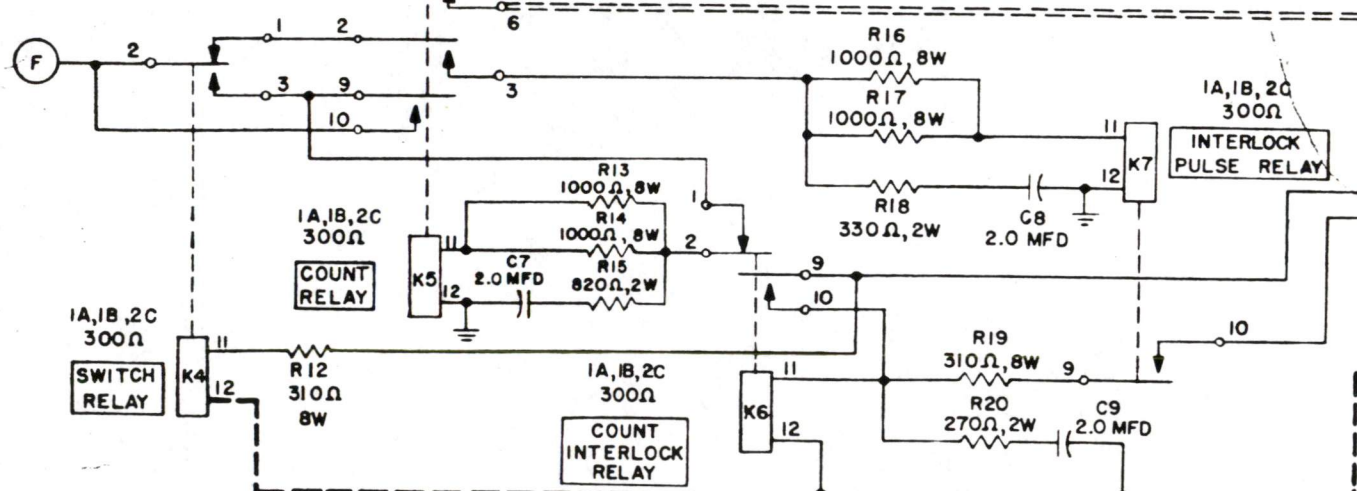 6
F
2
1
2
3
9
10
3
R16
1000Ω, 8W
R17
1000Ω, 8W
R18
330Ω, 2W
C8
2.0 MFD
11
12
K7
1A,1B,2C
300Ω
INTERLOCK
PULSE RELAY
1A,1B,2C
300Ω
COUNT
RELAY
K5
11
12
R13
1000Ω, 8W
R14
1000Ω, 8W
R15
820Ω, 2W
C7
2.0 MFD
1
2
9
10
1A,1B,2C
300Ω
SWITCH
RELAY
K4
11
12
R12
310Ω
8W
1A,1B,2C
300Ω
COUNT
INTERLOCK
RELAY
K6
11
12
R19
310Ω, 8W
9
10
R20
270Ω, 2W
C9
2.0 MFD